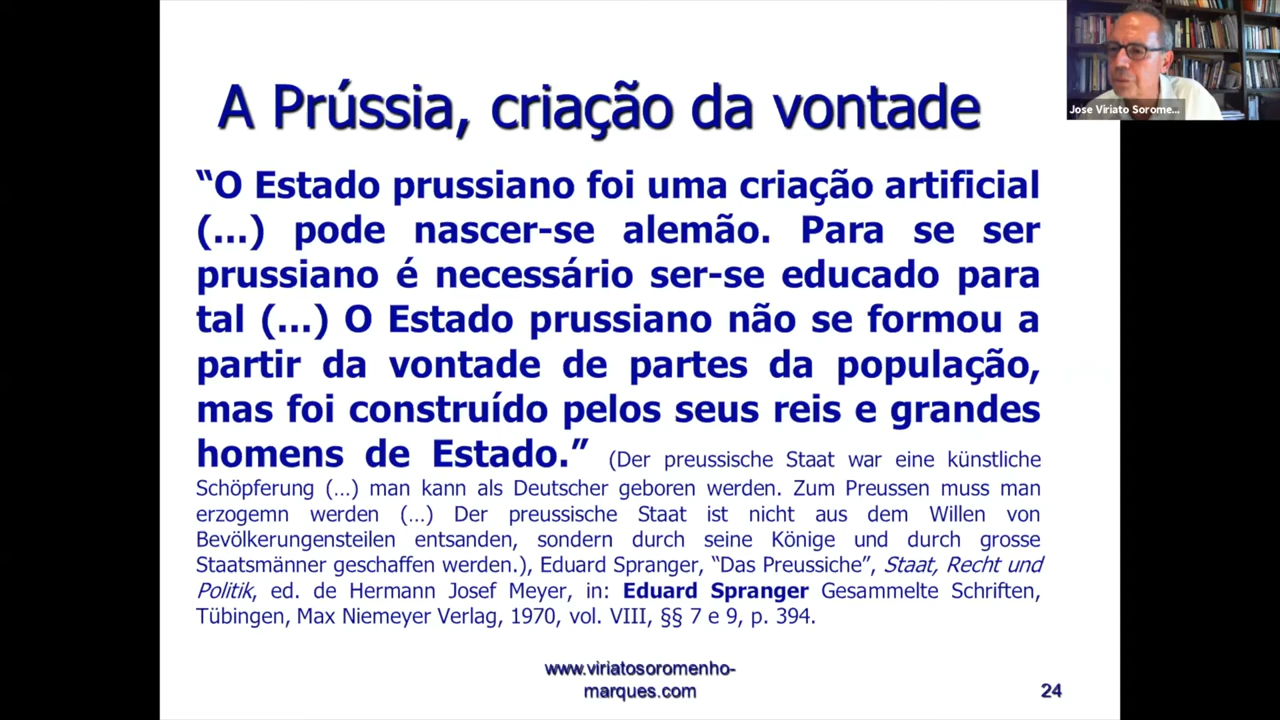 A Prússia, criação da vontade
“O Estado prussiano foi uma criação artificial
(...) pode nascer-se alemão. Para se ser
prussiano é necessário ser-se educado para
tal (...) O Estado prussiano não se formou a
partir da vontade de partes da população,
mas foi construído pelos seus reis e grandes
homens de Estado.” (Der preussische Staat war eine künstliche
Schöpferung (...) man kann als Deutscher geboren werden. Zum Preussen muss man
erzogemn werden (...) Der preussische Staat ist nicht aus dem Willen von
Bevölkerungensteilen entsanden, sondern durch seine Könige und durch grosse
Staatsmänner geschaffen werden.), Eduard Spranger, “Das Preussiche”, Staat, Recht und
Politik, ed. de Hermann Josef Meyer, in: Eduard Spranger Gesammelte Schriften,
Tübingen, Max Niemeyer Verlag, 1970, vol. VIII, §§ 7 e 9, p. 394.
www.viriatosoromenho-
marques.com
24
Jose Viriato Sorome...